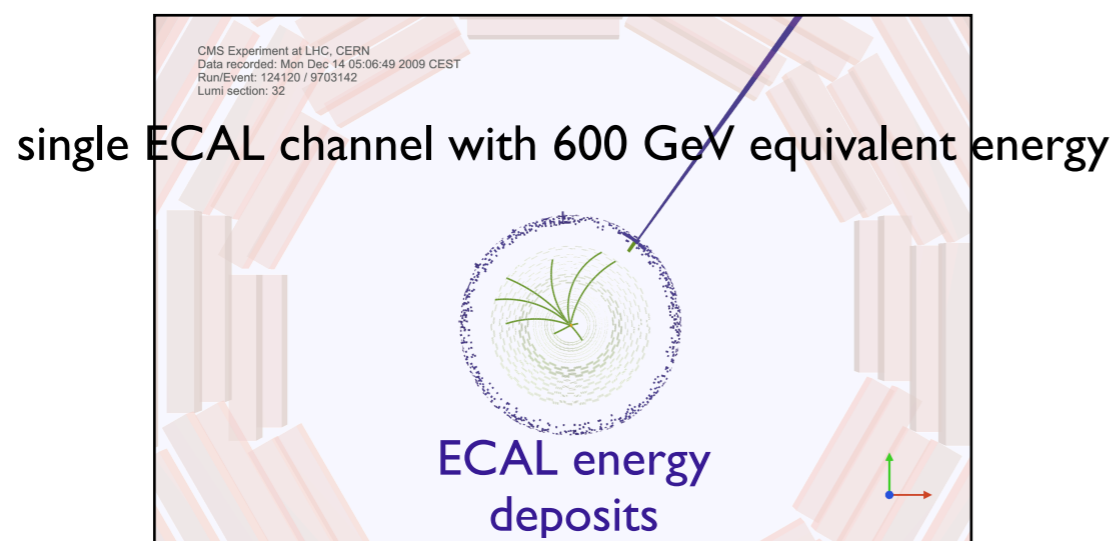 CMS Experiment at LHC, CERN
Data recorded: Mon Dec 14 05:06:49 2009 CEST
Run/Event: 124120 / 9703142
Lumi section: 32
single ECAL channel with 600 GeV equivalent energy
ECAL energy
deposits